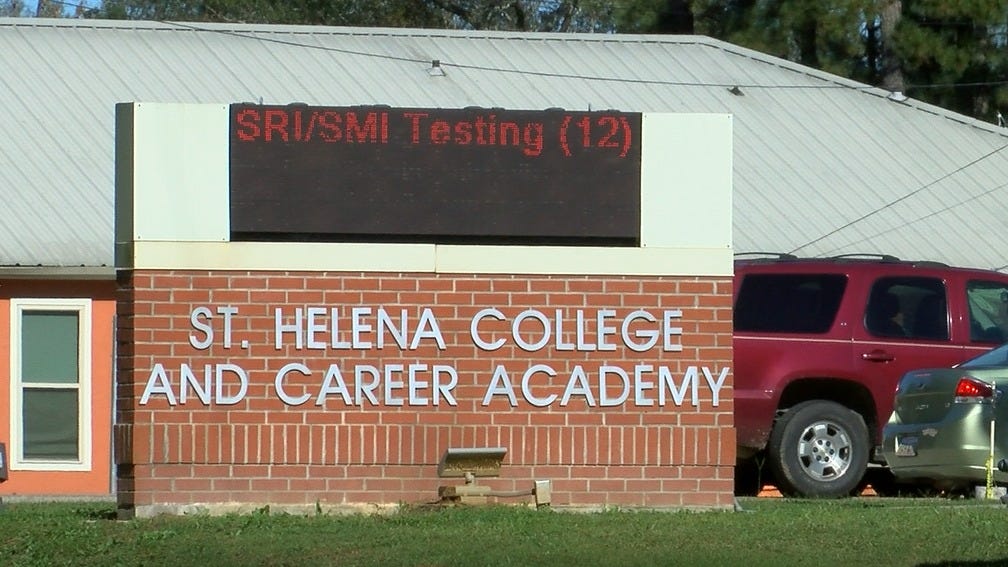 SRI/SMI Testing (12)
ST. HELENA COLLEGE
AND CAREER ACADEMY